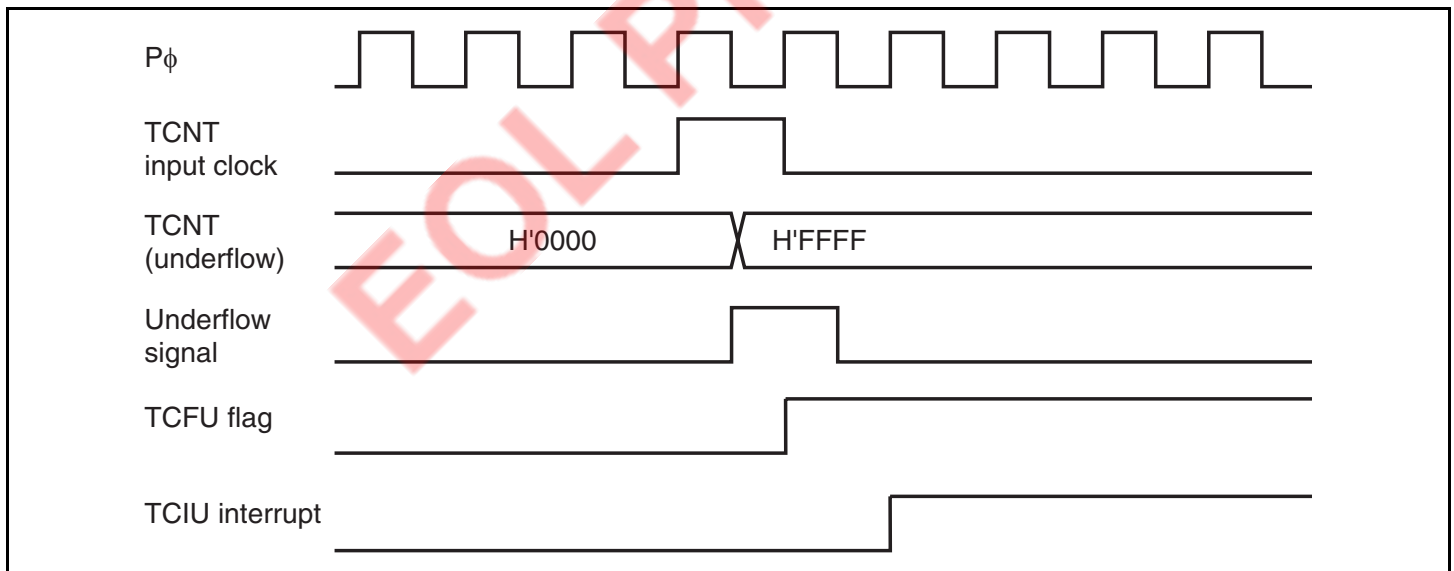 Pϕ
TCNT
input clock
TCNT
(underflow)
H'0000
H'FFFF
Underflow
signal
TCFU flag
TCIU interrupt
EOL